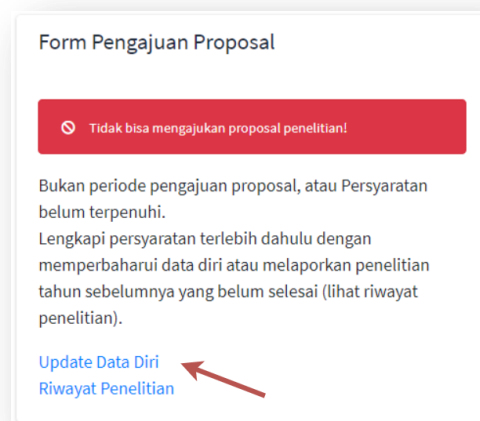 Form Pengajuan Proposal
Tidak bisa mengajukan proposal penelitian!
Bukan periode pengajuan proposal, atau Persyaratan
belum terpenuhi.
Lengkapi persyaratan terlebih dahulu dengan
memperbaharui data diri atau melaporkan penelitian
tahun sebelumnya yang belum selesai (lihat riwayat
penelitian).
Update Data Diri
Riwayat Penelitian